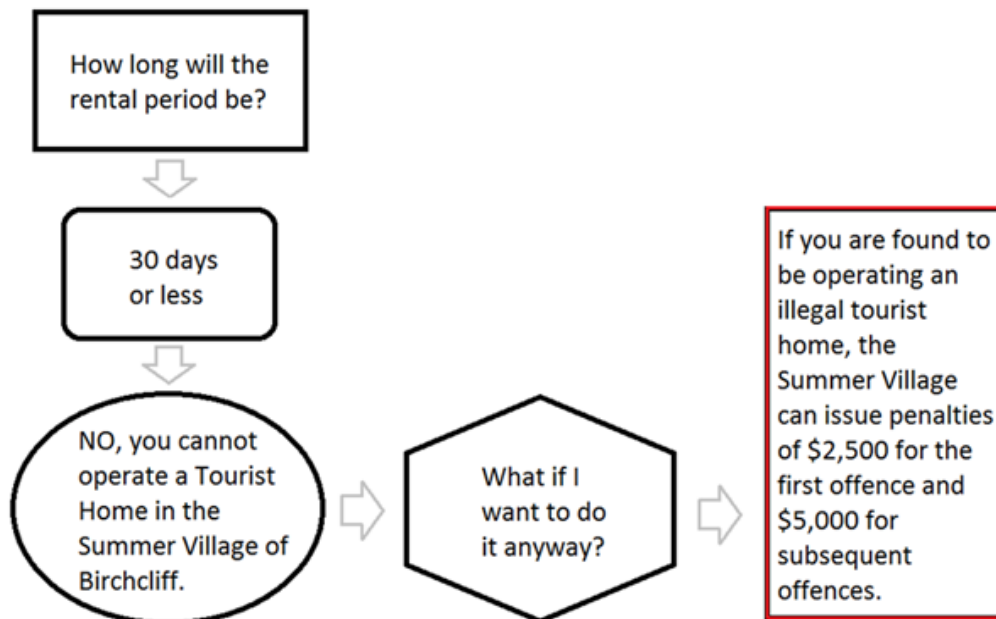 How long will the
rental period be?
30 days
or less
NO, you cannot
operate a Tourist
Home in the
Summer Village of
Birchcliff.
What if I
want to do
it anyway?
If you are found to
be operating an
illegal tourist
home, the
Summer Village
can issue penalties
of $2,500 for the
first offence and
$5,000 for
subsequent
offences.